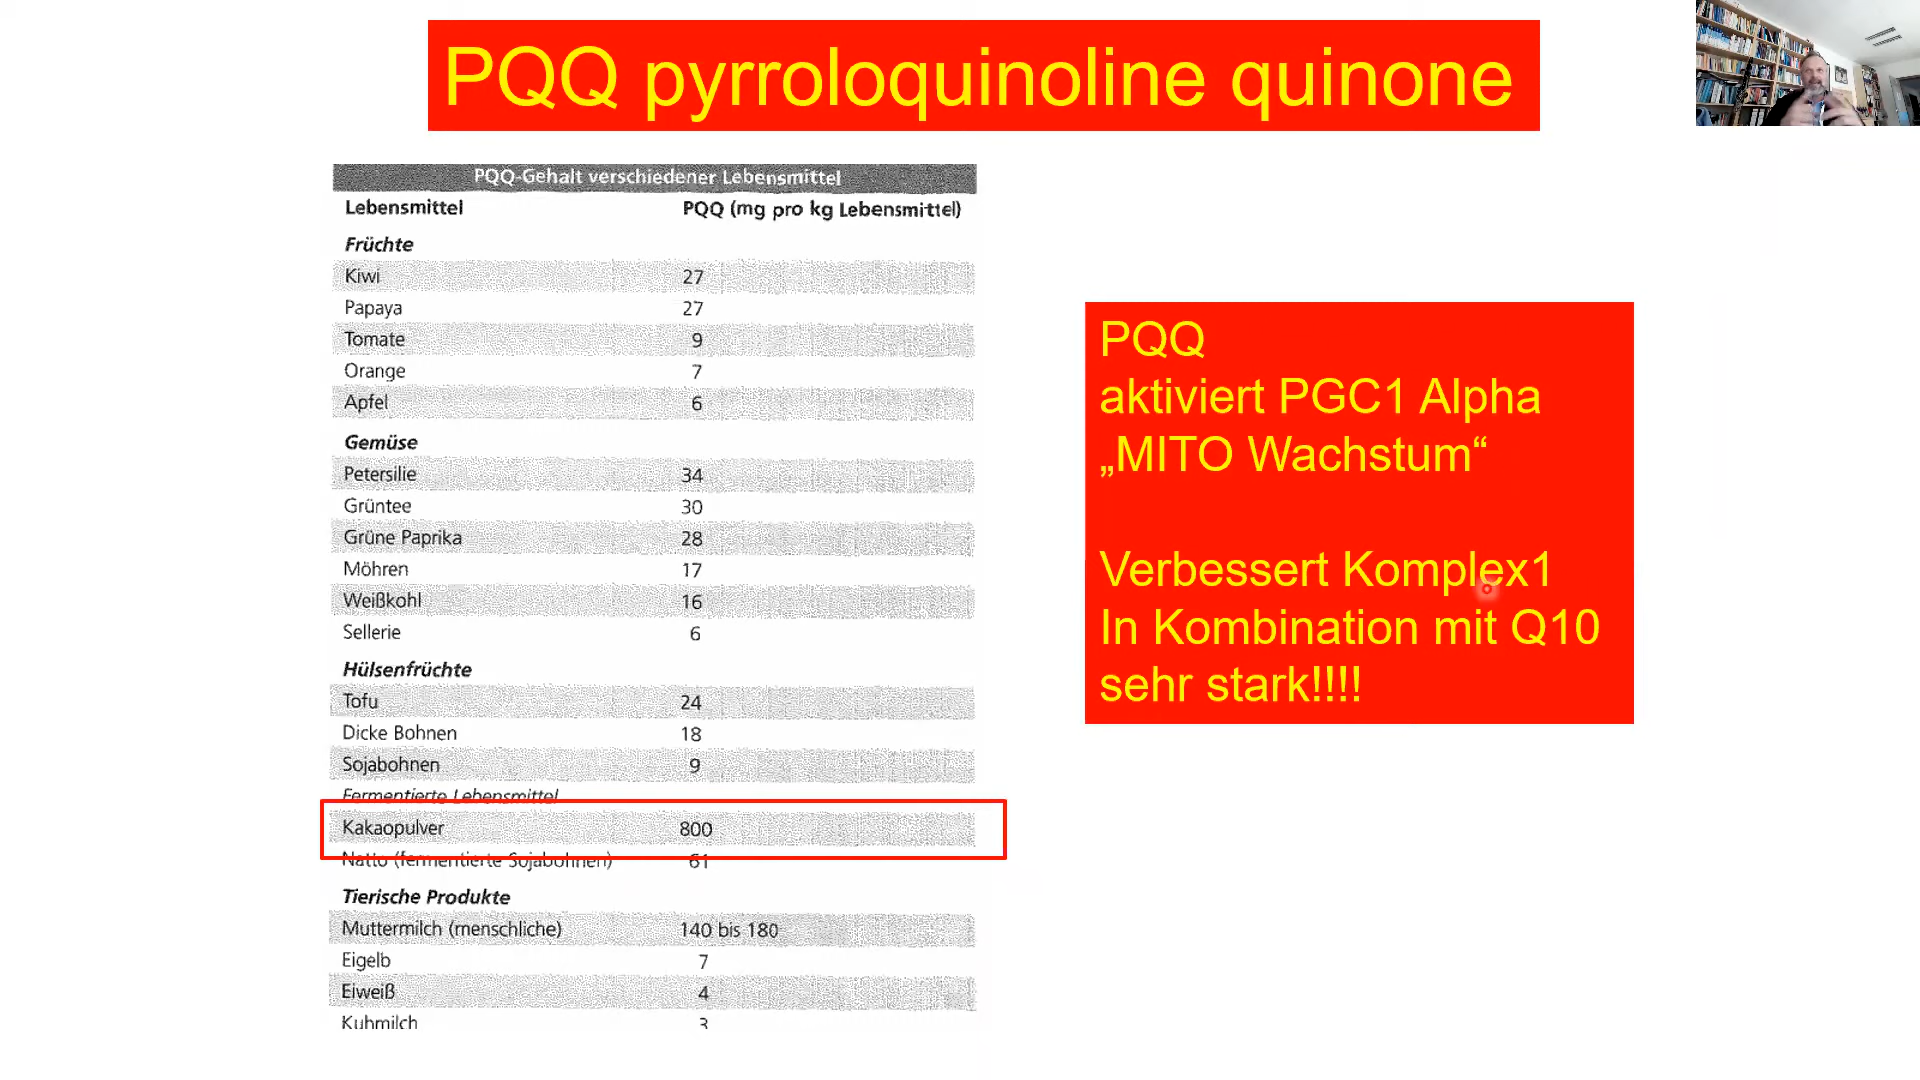 PQQ pyrroloquinoline quinone
PQQ-Gehalt verschiedener Lebensmittel
Lebensmittel PQQ (mg pro kg Lebensmittel)
Früchte
Kiwi 27
Papaya 27
Tomate 9
Orange 7
Apfel 6
Gemüse
Petersilie 34
Grüntee 30
Grüne Paprika 28
Möhren 17
Weißkohl 16
Sellerie 6
Hülsenfrüchte
Tofu 24
Dicke Bohnen 18
Sojabohnen 9
Fermentierte Lebensmittel
Kakaopulver 800
Natto (fermentierte Sojabohnen) 61
Tierische Produkte
Muttermilch (menschliche) 140 bis 180
Eigelb 7
Eiweiß 4
Kuhmilch 3
PQQ
aktiviert PGC1 Alpha
„MITO Wachstum“
Verbessert Komplex1
In Kombination mit Q10
sehr stark!!!!